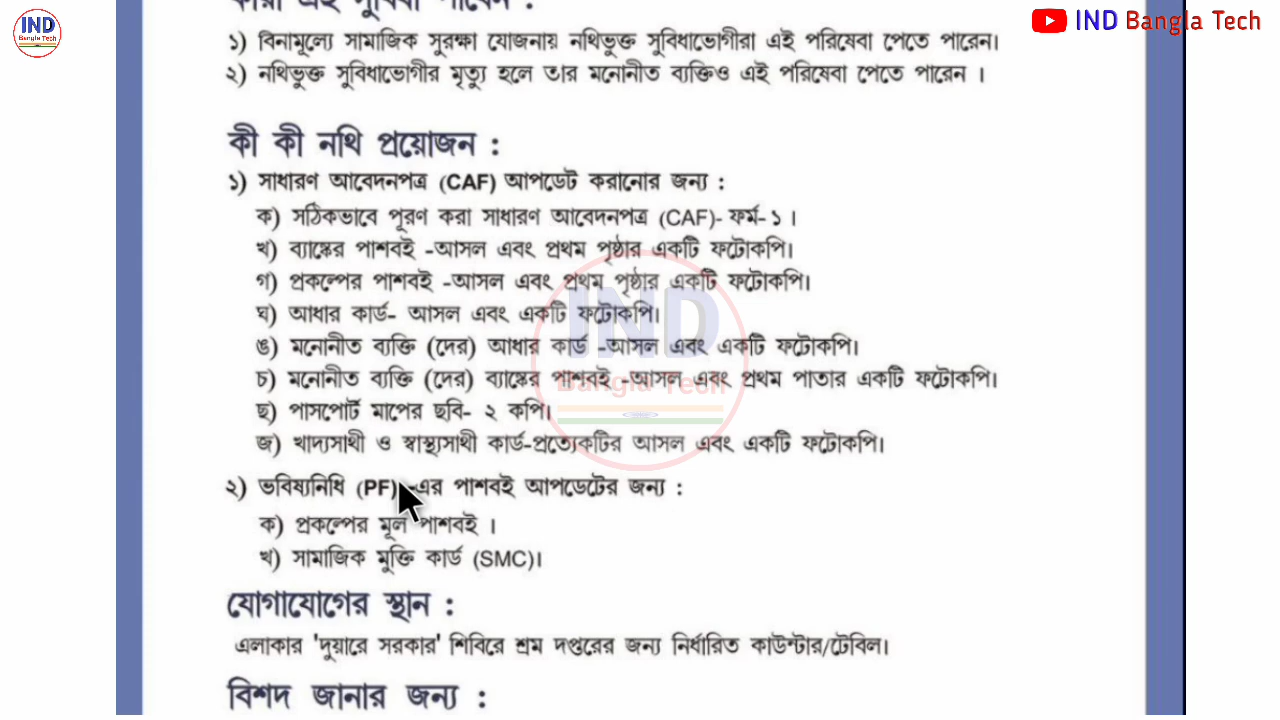 IND
Bangla Tech
IND Bangla Tech
কারা এই সুবিধা পাবেন :
১) বিনামূল্যে সামাজিক সুরক্ষা যোজনায় নথিভুক্ত সুবিধাভোগীরা এই পরিষেবা পেতে পারেন।
২) নথিভুক্ত সুবিধাভোগীর মৃত্যু হলে তার মনোনীত ব্যক্তিও এই পরিষেবা পেতে পারেন ।
কী কী নথি প্রয়োজন :
১) সাধারণ আবেদনপত্র (CAF) আপডেট করানোর জন্য :
ক) সঠিকভাবে পূরণ করা সাধারণ আবেদনপত্র (CAF)- ফর্ম- ১ ।
খ) ব্যাঙ্কের পাশবই -আসল এবং প্রথম পৃষ্ঠার একটি ফটোকপি।
গ) প্রকল্পের পাশবই -আসল এবং প্রথম পৃষ্ঠার একটি ফটোকপি।
ঘ) আধার কার্ড- আসল এবং একটি ফটোকপি।
ঙ) মনোনীত ব্যক্তি (দের) আধার কার্ড -আসল এবং একটি ফটোকপি।
চ) মনোনীত ব্যক্তি (দের) ব্যাঙ্কের পাশবই -আসল এবং প্রথম পাতার একটি ফটোকপি।
ছ) পাসপোর্ট মাপের ছবি- ২ কপি।
জ) খাদ্যসাথী ও স্বাস্থ্যসাথী কার্ড-প্রত্যেকটির আসল এবং একটি ফটোকপি।
২) ভবিষ্যনিধি (PF) -এর পাশবই আপডেটের জন্য :
ক) প্রকল্পের মূল পাশবই ।
খ) সামাজিক মুক্তি কার্ড (SMC)।
যোগাযোগের স্থান :
এলাকার 'দুয়ারে সরকার' শিবিরে শ্রম দপ্তরের জন্য নির্ধারিত কাউন্টার/টেবিল।
বিশদ জানার জন্য :
IND
Bangla Tech